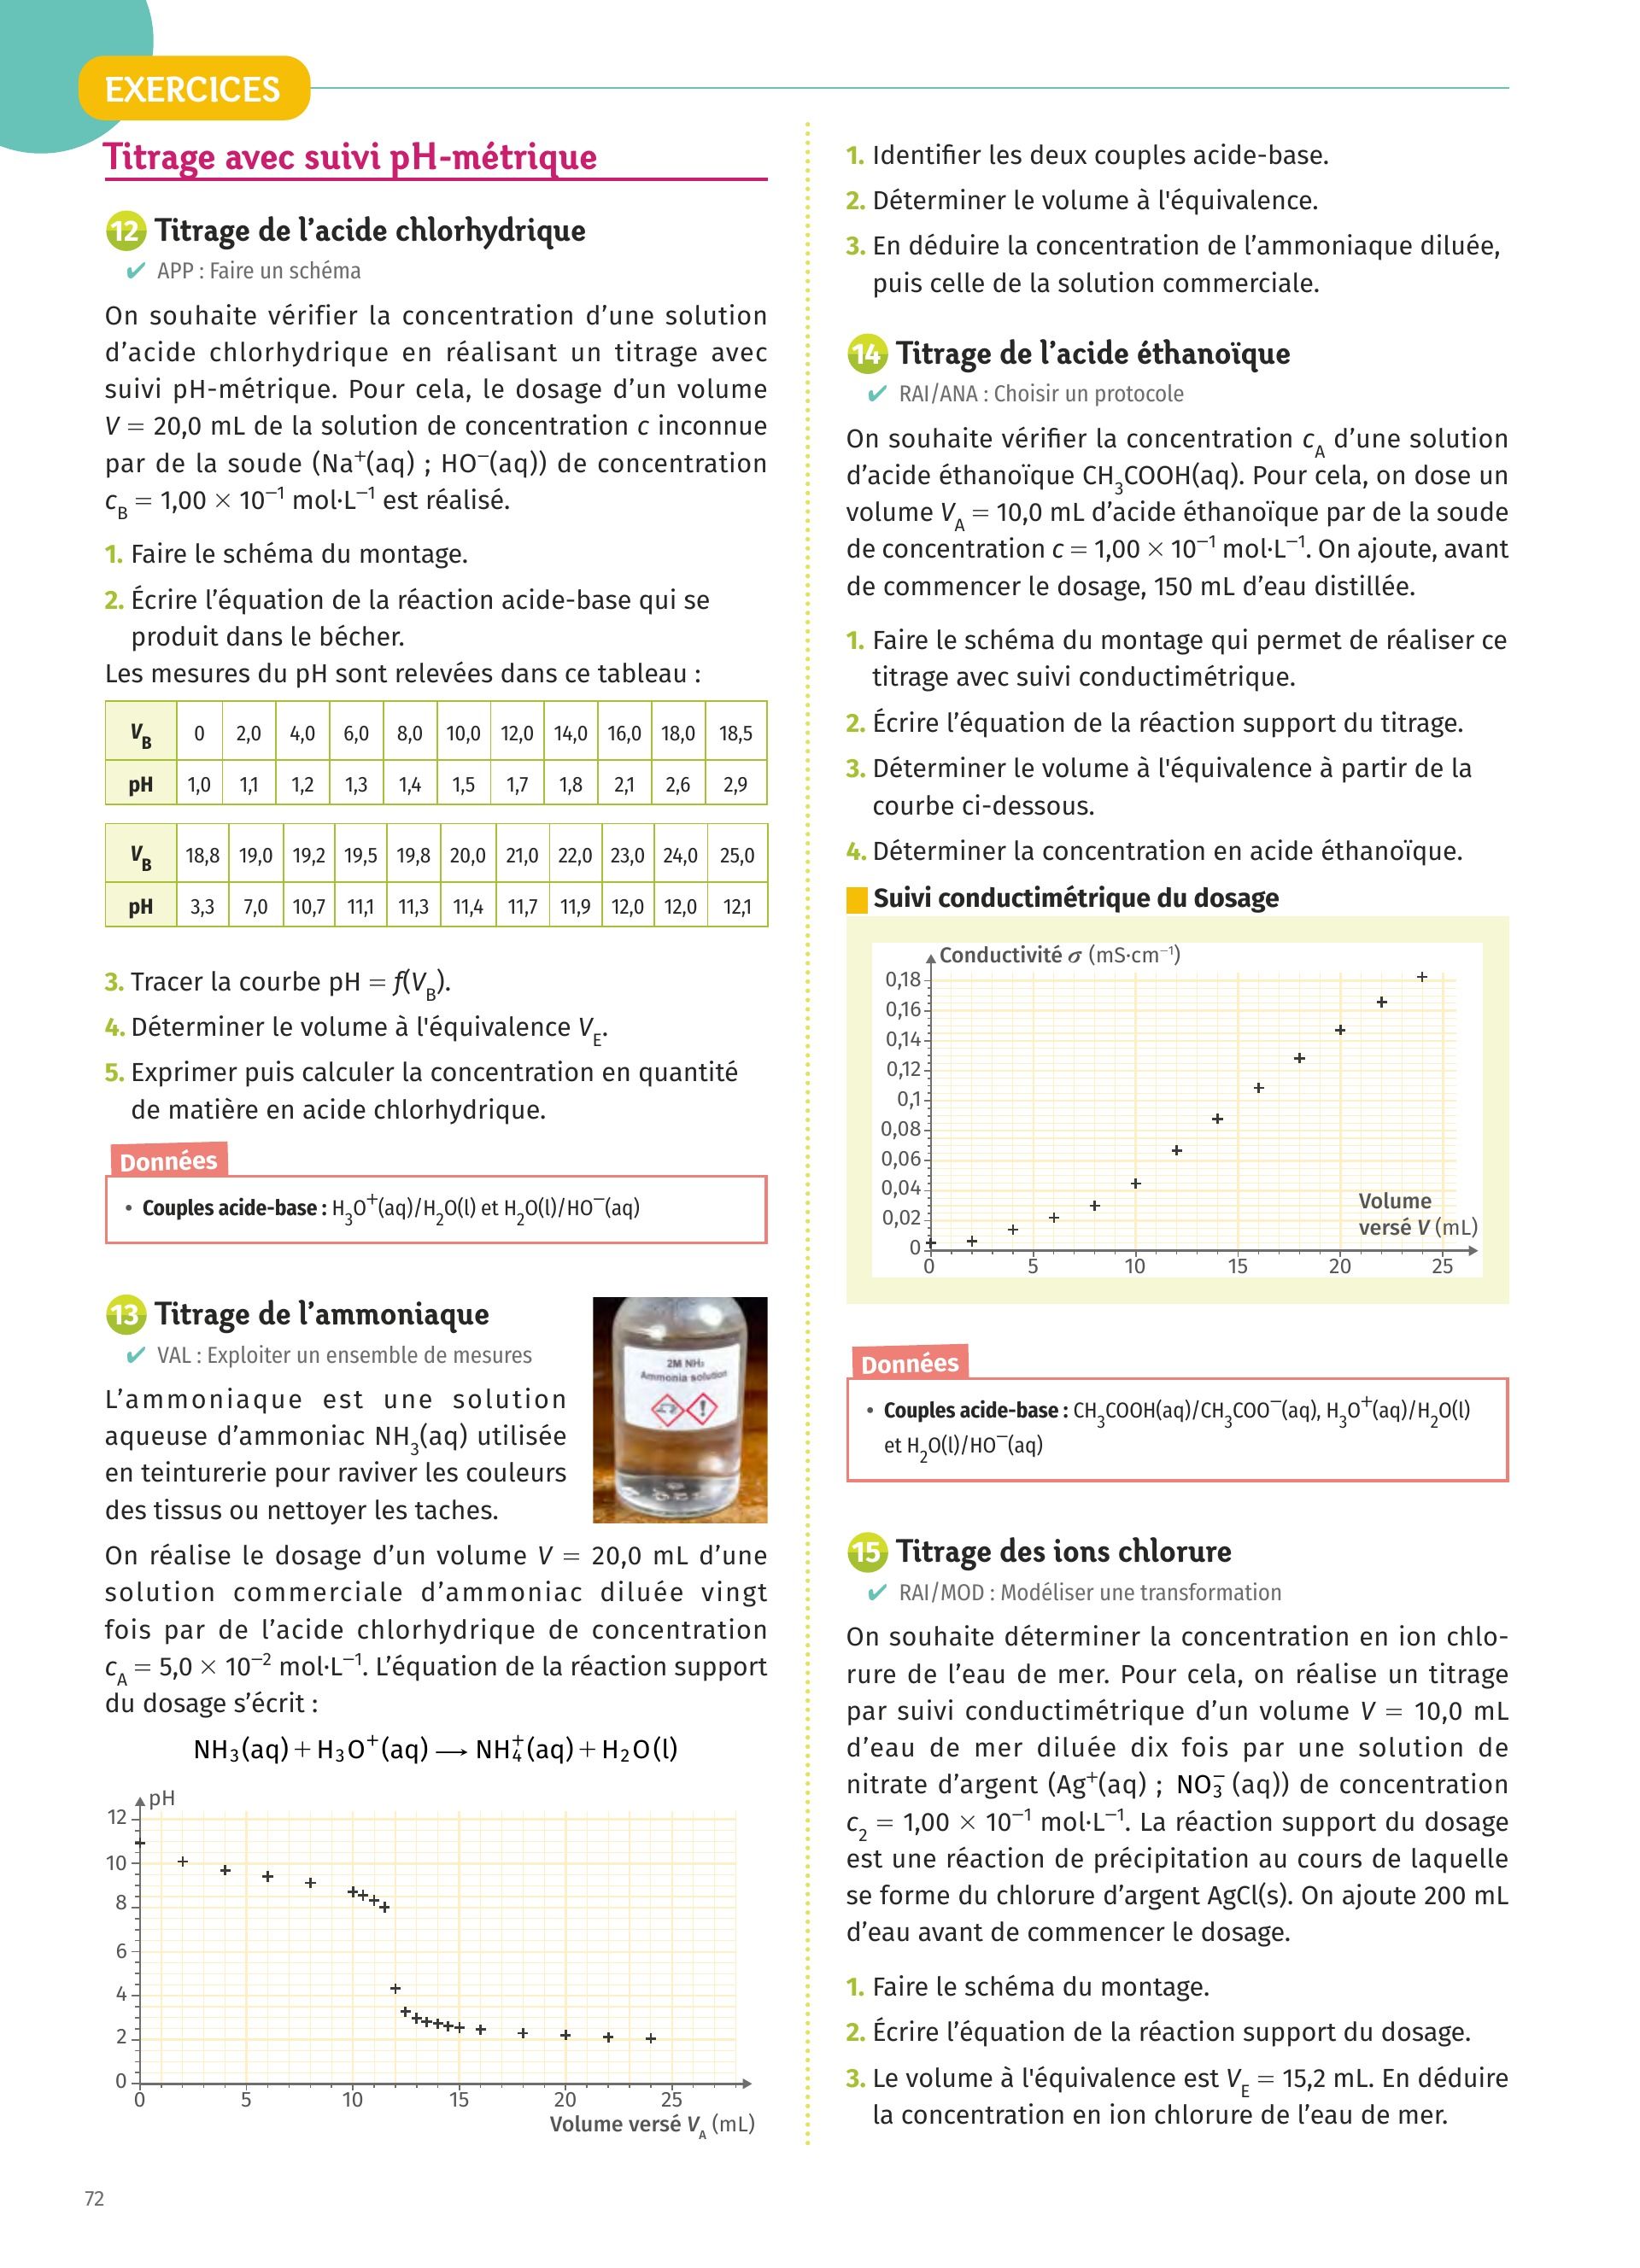 EXERCICES
Titrage avec suivi pH-métrique
12 Titrage de l’acide chlorhydrique
✔ APP : Faire un schéma
On souhaite vérifier la concentration d’une solution
d’acide chlorhydrique en réalisant un titrage avec
suivi pH-métrique. Pour cela, le dosage d’un volume
V = 20,0 mL de la solution de concentration c inconnue
par de la soude (Na⁺(aq) ; HO⁻(aq)) de concentration
c_B = 1,00 × 10⁻¹ mol·L⁻¹ est réalisé.
1. Faire le schéma du montage.
2. Écrire l’équation de la réaction acide-base qui se
produit dans le bécher.
Les mesures du pH sont relevées dans ce tableau :
V_B 0 2,0 4,0 6,0 8,0 10,0 12,0 14,0 16,0 18,0 18,5
pH 1,0 1,1 1,2 1,3 1,4 1,5 1,7 1,8 2,1 2,6 2,9
V_B 18,8 19,0 19,2 19,5 19,8 20,0 21,0 22,0 23,0 24,0 25,0
pH 3,3 7,0 10,7 11,1 11,3 11,4 11,7 11,9 12,0 12,0 12,1
3. Tracer la courbe pH = f(V_B).
4. Déterminer le volume à l'équivalence V_E.
5. Exprimer puis calculer la concentration en quantité
de matière en acide chlorhydrique.
Données
• Couples acide-base : H₃O⁺(aq)/H₂O(l) et H₂O(l)/HO⁻(aq)
13 Titrage de l’ammoniaque
✔ VAL : Exploiter un ensemble de mesures
L’ammoniaque est une solution
aqueuse d’ammoniac NH₃(aq) utilisée
en teinturerie pour raviver les couleurs
des tissus ou nettoyer les taches.
2M NH₃
Ammonia solution
On réalise le dosage d’un volume V = 20,0 mL d’une
solution commerciale d’ammoniac diluée vingt
fois par de l’acide chlorhydrique de concentration
c_A = 5,0 × 10⁻² mol·L⁻¹. L’équation de la réaction support
du dosage s’écrit :
NH₃(aq) + H₃O⁺(aq) ⟶ NH₄⁺(aq) + H₂O(l)
pH
12
10
8
6
4
2
0
0 5 10 15 20 25
Volume versé V_A (mL)
72
1. Identifier les deux couples acide-base.
2. Déterminer le volume à l'équivalence.
3. En déduire la concentration de l’ammoniaque diluée,
puis celle de la solution commerciale.
14 Titrage de l’acide éthanoïque
✔ RAI/ANA : Choisir un protocole
On souhaite vérifier la concentration c_A d’une solution
d’acide éthanoïque CH₃COOH(aq). Pour cela, on dose un
volume V_A = 10,0 mL d’acide éthanoïque par de la soude
de concentration c = 1,00 × 10⁻¹ mol·L⁻¹. On ajoute, avant
de commencer le dosage, 150 mL d’eau distillée.
1. Faire le schéma du montage qui permet de réaliser ce
titrage avec suivi conductimétrique.
2. Écrire l’équation de la réaction support du titrage.
3. Déterminer le volume à l'équivalence à partir de la
courbe ci-dessous.
4. Déterminer la concentration en acide éthanoïque.
Suivi conductimétrique du dosage
Conductivité σ (mS·cm⁻¹)
0,18
0,16
0,14
0,12
0,1
0,08
0,06
0,04
0,02
0
Volume
versé V (mL)
0 5 10 15 20 25
Données
• Couples acide-base : CH₃COOH(aq)/CH₃COO⁻(aq), H₃O⁺(aq)/H₂O(l)
et H₂O(l)/HO⁻(aq)
15 Titrage des ions chlorure
✔ RAI/MOD : Modéliser une transformation
On souhaite déterminer la concentration en ion chlo-
rure de l’eau de mer. Pour cela, on réalise un titrage
par suivi conductimétrique d’un volume V = 10,0 mL
d’eau de mer diluée dix fois par une solution de
nitrate d’argent (Ag⁺(aq) ; NO₃⁻ (aq)) de concentration
c₂ = 1,00 × 10⁻¹ mol·L⁻¹. La réaction support du dosage
est une réaction de précipitation au cours de laquelle
se forme du chlorure d’argent AgCl(s). On ajoute 200 mL
d’eau avant de commencer le dosage.
1. Faire le schéma du montage.
2. Écrire l’équation de la réaction support du dosage.
3. Le volume à l'équivalence est V_E = 15,2 mL. En déduire
la concentration en ion chlorure de l’eau de mer.